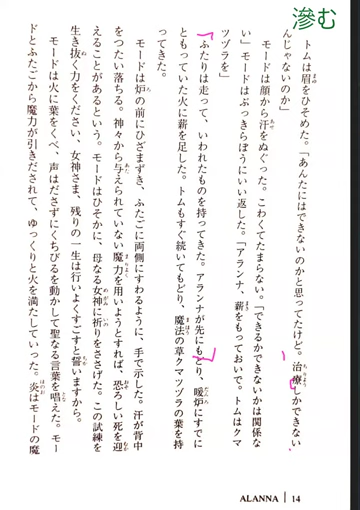 滲む
トムは眉をひそめた。「あんたにはできないのかと思ってたけど。治療しかできない
んじゃないのか」
モードは顔から汗をぬぐった。こわくてたまらない。「できるかできないかは関係な
い」モードはぶっきらぼうにいい返した。「アランナ、薪をもっておいで。トムはクマ
ツヅラを」
ふたりは走って、いわれたものを持ってきた。アランナが先にもどり、暖炉にすでに
ともっていた火に薪を足した。トムもすぐ続いてもどり、魔法の草クマツヅラの葉を持
ってきた。
モードは炉の前にひざまずき、ふたごに両側にすわるように、手で示した。汗が背中
をつたい落ちる。神々から与えられていない魔力を用いようとすれば、恐ろしい死を迎
えることがあるという。モードはひそかに、母なる女神に祈りをささげた。この試練を
生き抜く力をください、女神さま、残りの一生は行いよくすごすと誓いますから。
モードは火に葉をくべ、声はださずにくちびるを動かして聖なる言葉を唱えた。モー
ドとふたごから魔力が引きだされて、ゆっくりと火を満たしていった。炎はモードの魔
ALANNA | 14